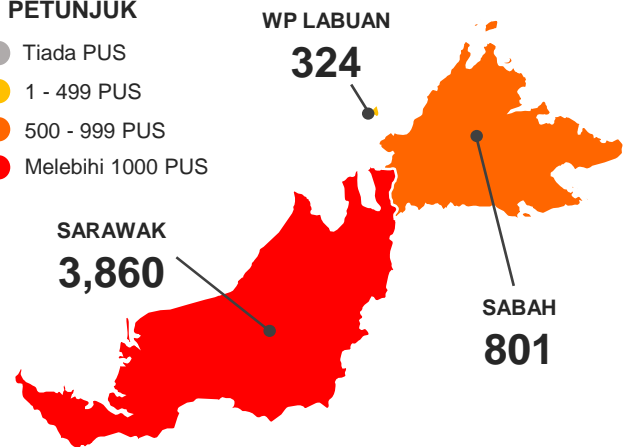 PETUNJUK
Tiada PUS
1 - 499 PUS
500 - 999 PUS
Melebihi 1000 PUS
WP LABUAN
324
SARAWAK
3,860
SABAH
801